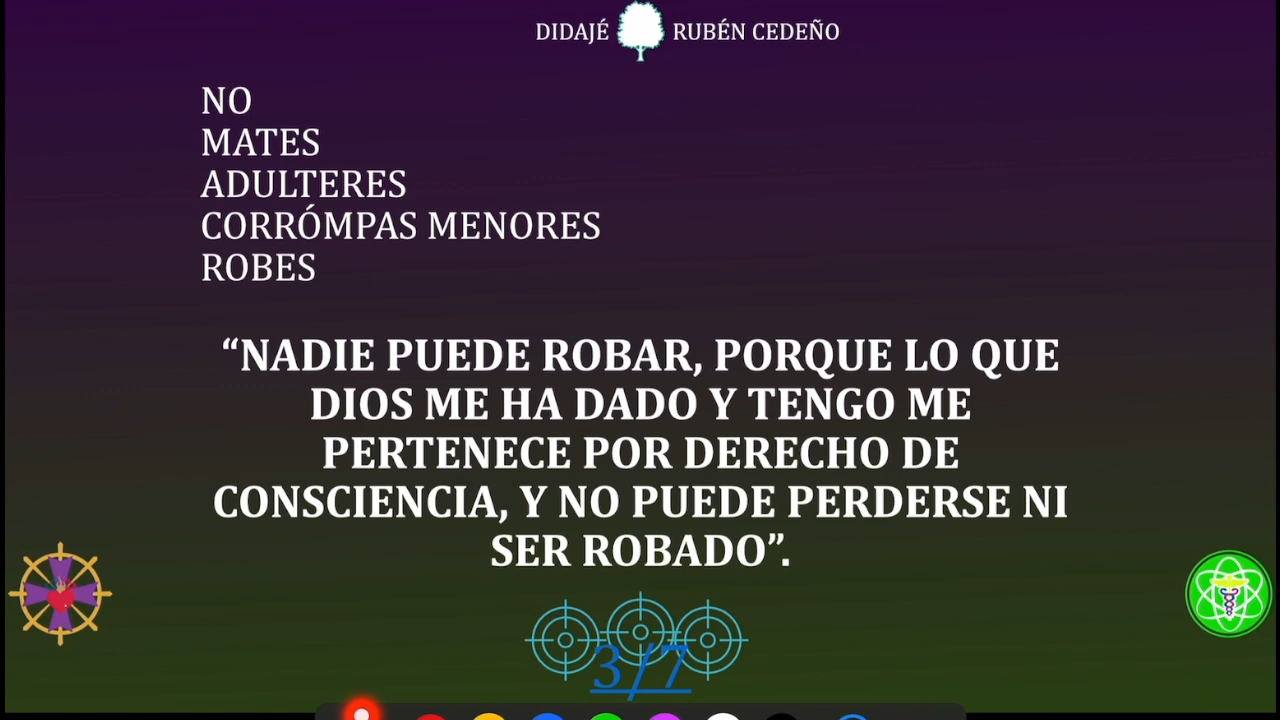 DIDAJÉ RUBÉN CEDEÑO
NO
MATES
ADULTERES
CORRÓMPAS MENORES
ROBES
“NADIE PUEDE ROBAR, PORQUE LO QUE
DIOS ME HA DADO Y TENGO ME
PERTENECE POR DERECHO DE
CONSCIENCIA, Y NO PUEDE PERDERSE NI
SER ROBADO”.
3/7